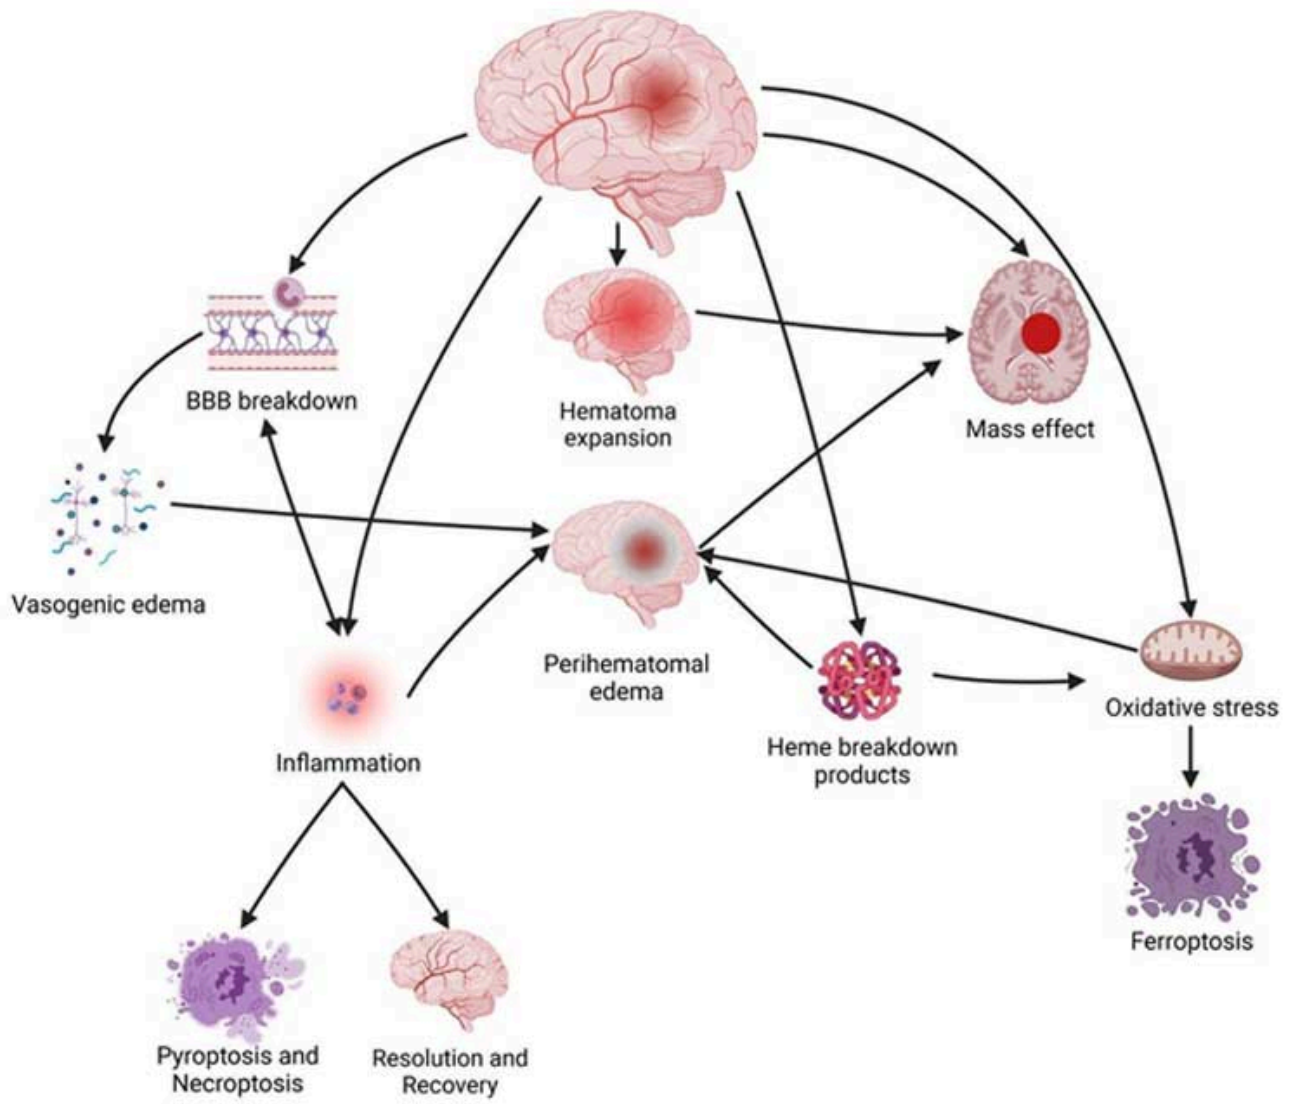 BBB breakdown
Hematoma
expansion
Mass effect
Vasogenic edema
Perihematomal
edema
Oxidative stress
Heme breakdown
products
Inflammation
Ferroptosis
Pyroptosis and
Necroptosis
Resolution and
Recovery